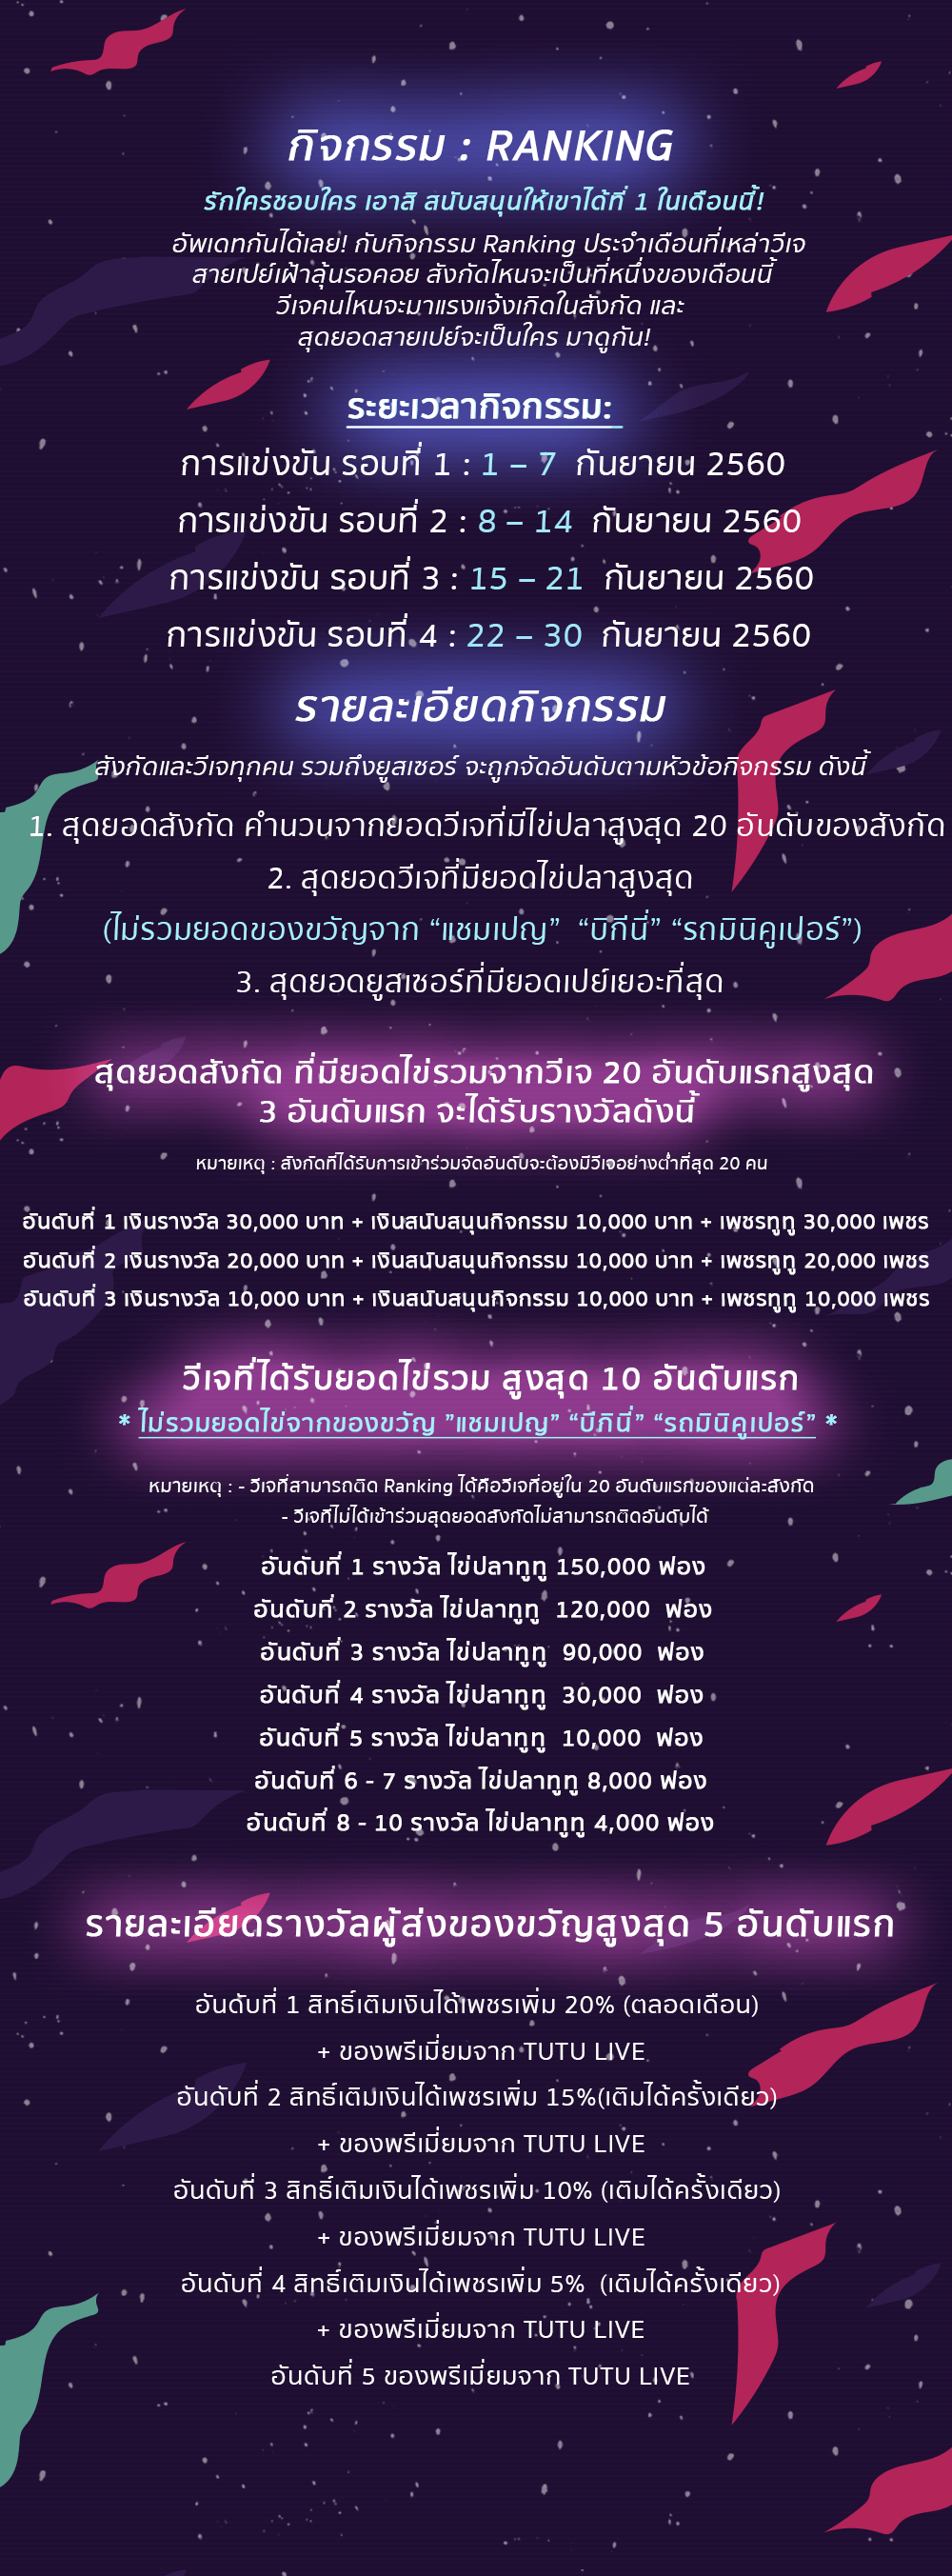 กิจกรรม : RANKING
รักใครชอบใคร เอาสิ สนับสนุนให้เขาได้ที่ 1 ในเดือนนี้!
อัพเดทกันได้เลย! กับกิจกรรม Ranking ประจำเดือนที่เหล่าวีเจ
สายเปย์เฝ้าลุ้นรอคอย สังกัดไหนจะเป็นที่หนึ่งของเดือนนี้
วีเจคนไหนจะมาแรงแจ้งเกิดในสังกัด และ
สุดยอดสายเปย์จะเป็นใคร มาดูกัน!
ระยะเวลากิจกรรม:
การแข่งขัน รอบที่ 1 : 1 – 7 กันยายน 2560
การแข่งขัน รอบที่ 2 : 8 – 14 กันยายน 2560
การแข่งขัน รอบที่ 3 : 15 – 21 กันยายน 2560
การแข่งขัน รอบที่ 4 : 22 – 30 กันยายน 2560
รายละเอียดกิจกรรม
สังกัดและวีเจทุกคน รวมถึงยูสเซอร์ จะถูกจัดอันดับตามหัวข้อกิจกรรม ดังนี้
1. สุดยอดสังกัด คำนวนจากยอดวีเจที่มีไข่ปลาสูงสุด 20 อันดับของสังกัด
2. สุดยอดวีเจที่มียอดไข่ปลาสูงสุด
(ไม่รวมยอดของขวัญจาก “แชมเปญ” “บิกีนี่” “รถมินิคูเปอร์”)
3. สุดยอดยูสเซอร์ที่มียอดเปย์เยอะที่สุด
สุดยอดสังกัด ที่มียอดไข่รวมจากวีเจ 20 อันดับแรกสูงสุด
3 อันดับแรก จะได้รับรางวัลดังนี้
หมายเหตุ : สังกัดที่ได้รับการเข้าร่วมจัดอันดับจะต้องมีวีเจอย่างต่ำที่สุด 20 คน
อันดับที่ 1 เงินรางวัล 30,000 บาท + เงินสนับสนุนกิจกรรม 10,000 บาท + เพชรทูทู 30,000 เพชร
อันดับที่ 2 เงินรางวัล 20,000 บาท + เงินสนับสนุนกิจกรรม 10,000 บาท + เพชรทูทู 20,000 เพชร
อันดับที่ 3 เงินรางวัล 10,000 บาท + เงินสนับสนุนกิจกรรม 10,000 บาท + เพชรทูทู 10,000 เพชร
วีเจที่ได้รับยอดไข่รวม สูงสุด 10 อันดับแรก
* ไม่รวมยอดไข่จากของขวัญ ”แชมเปญ” “บีกินี่” “รถมินิคูเปอร์” *
หมายเหตุ : - วีเจที่สามารถติด Ranking ได้คือวีเจที่อยู่ใน 20 อันดับแรกของแต่ละสังกัด
- วีเจที่ไม่ได้เข้าร่วมสุดยอดสังกัดไม่สามารถติดอันดับได้
อันดับที่ 1 รางวัล ไข่ปลาทูทู 150,000 ฟอง
อันดับที่ 2 รางวัล ไข่ปลาทูทู 120,000 ฟอง
อันดับที่ 3 รางวัล ไข่ปลาทูทู 90,000 ฟอง
อันดับที่ 4 รางวัล ไข่ปลาทูทู 30,000 ฟอง
อันดับที่ 5 รางวัล ไข่ปลาทูทู 10,000 ฟอง
อันดับที่ 6 - 7 รางวัล ไข่ปลาทูทู 8,000 ฟอง
อันดับที่ 8 - 10 รางวัล ไข่ปลาทูทู 4,000 ฟอง
รายละเอียดรางวัลผู้ส่งของขวัญสูงสุด 5 อันดับแรก
อันดับที่ 1 สิทธิ์เติมเงินได้เพชรเพิ่ม 20% (ตลอดเดือน)
+ ของพรีเมี่ยมจาก TUTU LIVE
อันดับที่ 2 สิทธิ์เติมเงินได้เพชรเพิ่ม 15%(เติมได้ครั้งเดียว)
+ ของพรีเมี่ยมจาก TUTU LIVE
อันดับที่ 3 สิทธิ์เติมเงินได้เพชรเพิ่ม 10% (เติมได้ครั้งเดียว)
+ ของพรีเมี่ยมจาก TUTU LIVE
อันดับที่ 4 สิทธิ์เติมเงินได้เพชรเพิ่ม 5% (เติมได้ครั้งเดียว)
+ ของพรีเมี่ยมจาก TUTU LIVE
อันดับที่ 5 ของพรีเมี่ยมจาก TUTU LIVE